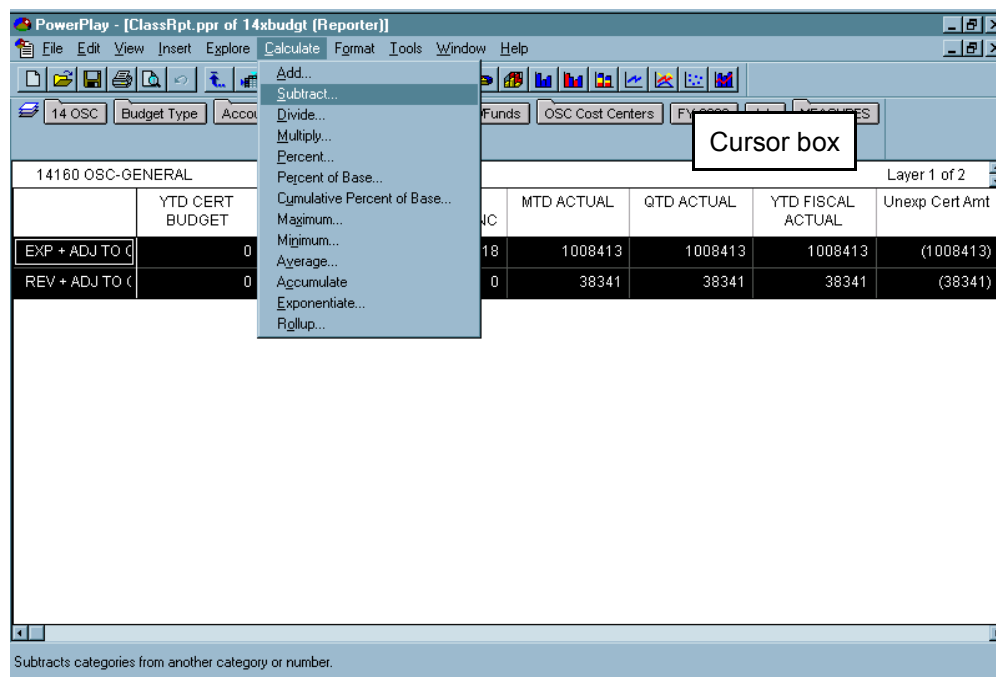 PowerPlay - [ClassRpt.ppr of 14xbudgt (Reporter)]
File Edit View Insert Explore Calculate Format Tools Window Help
Add...
Subtract...
Divide...
Multiply...
Percent...
Percent of Base...
Cumulative Percent of Base...
Maximum...
Minimum...
Average...
Accumulate
Exponentiate...
Rollup...
14 OSC Budget Type OSC Cost Centers
Cursor box
14160 OSC-GENERAL Layer 1 of 2
YTD CERT BUDGET MTD ACTUAL QTD ACTUAL YTD FISCAL ACTUAL Unexp Cert Amt
EXP + ADJ TO 0 18 1008413 1008413 1008413 (1008413)
REV + ADJ TO 0 0 38341 38341 38341 (38341)
Subtracts categories from another category or number.